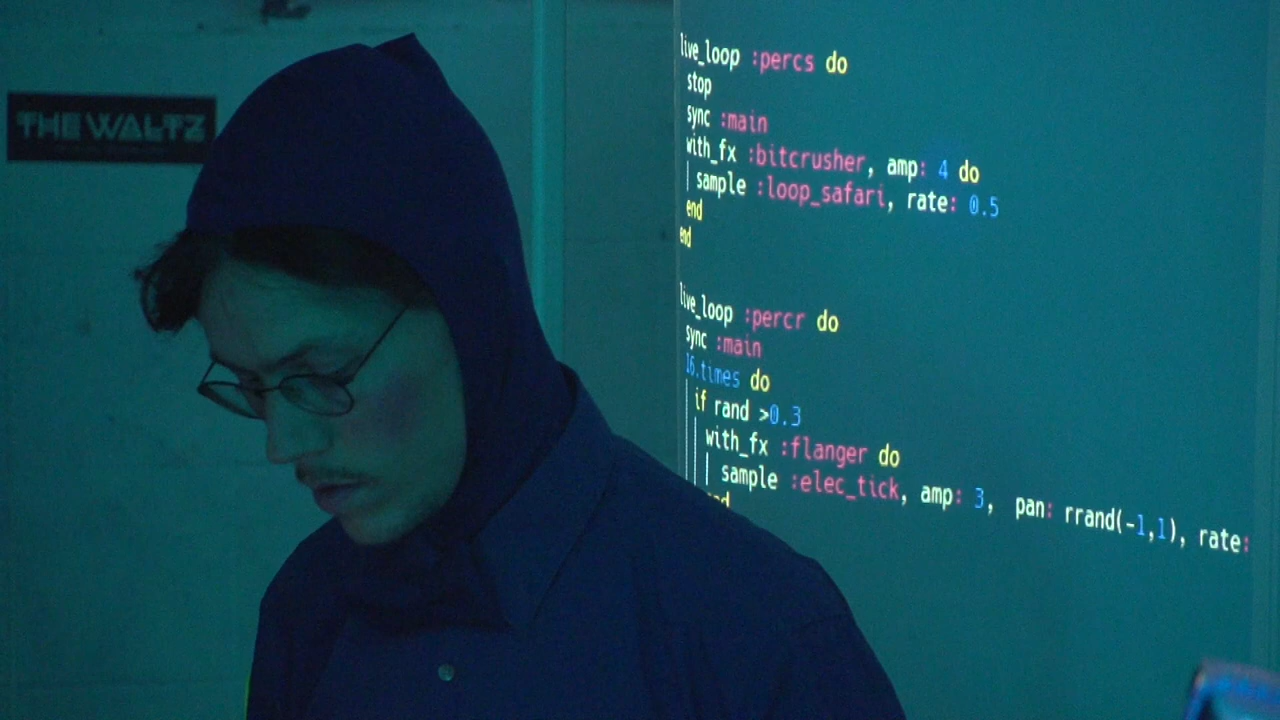 THE WALTZ
live_loop :percs do
stop
sync :main
with_fx :bitcrusher, amp: 4 do
sample :loop_safari, rate: 0.5
end
end
live_loop :percr do
sync :main
16.times do
if rand >0.3
with_fx :flanger do
sample :elec_tick, amp: 3, pan: rrand(-1,1), rate:
end